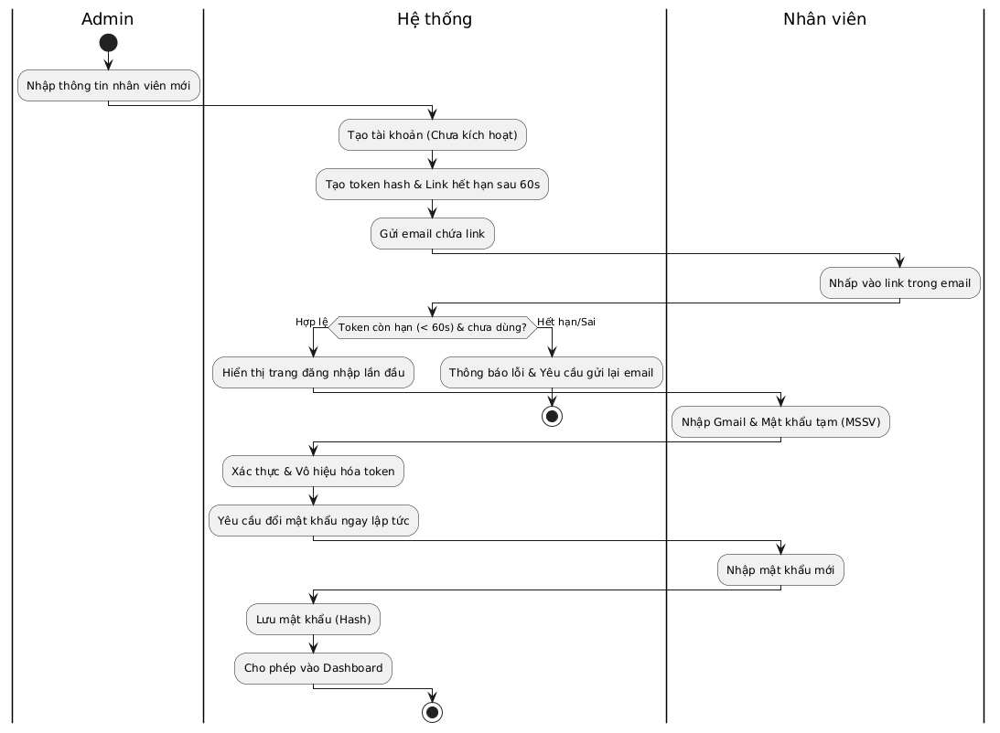 Admin
Hệ thống
Nhân viên
Nhập thông tin nhân viên mới
Tạo tài khoản (Chưa kích hoạt)
Tạo token hash & Link hết hạn sau 60s
Gửi email chứa link
Nhấp vào link trong email
Hợp lệ
Token còn hạn (< 60s) & chưa dùng?
Hết hạn/Sai
Hiển thị trang đăng nhập lần đầu
Thông báo lỗi & Yêu cầu gửi lại email
Nhập Gmail & Mật khẩu tạm (MSSV)
Xác thực & Vô hiệu hóa token
Yêu cầu đổi mật khẩu ngay lập tức
Nhập mật khẩu mới
Lưu mật khẩu (Hash)
Cho phép vào Dashboard